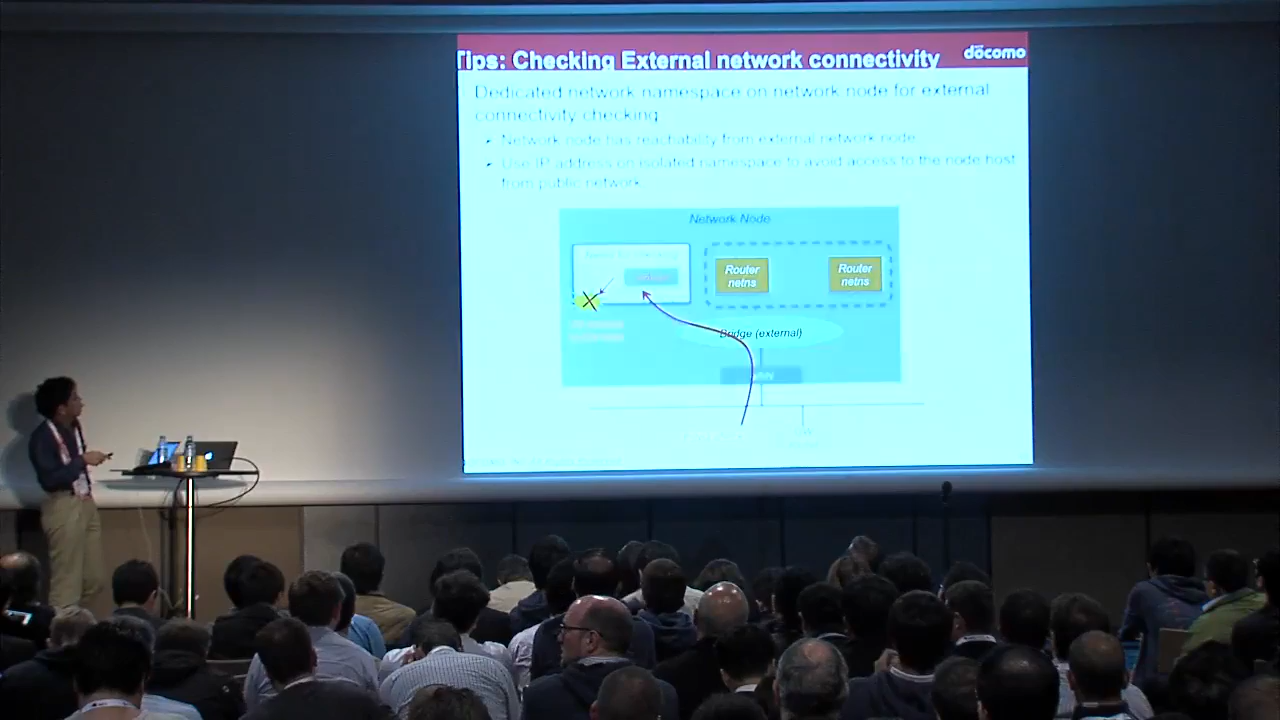 Tips: Checking External network connectivity
döcomo
Dedicated network namespace on network node for external
connectivity checking
Network node has reachability from external network node
Use IP address on isolated namespace to avoid access to the node host
from public network.
Network Node
Router
netns
Router
netns
Bridge (external)